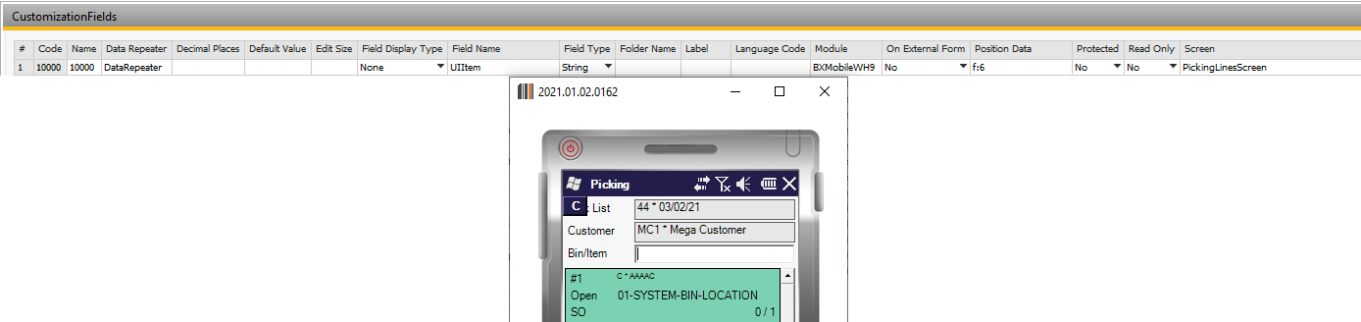 CustomizationFields
# Code Name Data Repeater Decimal Places Default Value Edit Size Field Display Type Field Name Field Type Folder Name Label Language Code Module On External Form Position Data Protected Read Only Screen
1 10000 10000 DataRepeater None UIItem String BXMobileWH9 No f:6 No No PickingLinesScreen
2021.01.02.0162
Picking
C : List 44 * 03/02/21
Customer MC1 * Mega Customer
Bin/Item
#1 C * AAAAC
Open 01-SYSTEM-BIN-LOCATION
SO 0 / 1